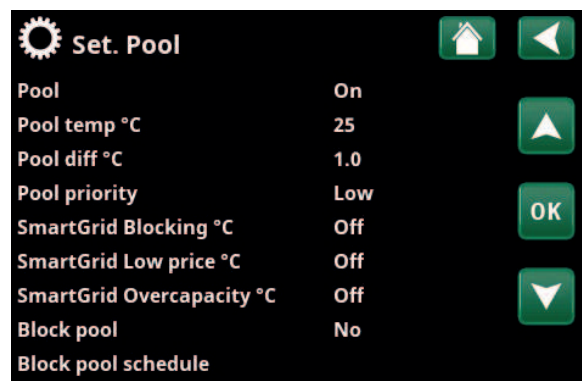 Set. Pool
Pool On
Pool temp °C 25
Pool diff °C 1.0
Pool priority Low
SmartGrid Blocking °C Off
SmartGrid Low price °C Off
SmartGrid Overcapacity °C Off
Block pool No
Block pool schedule
OK